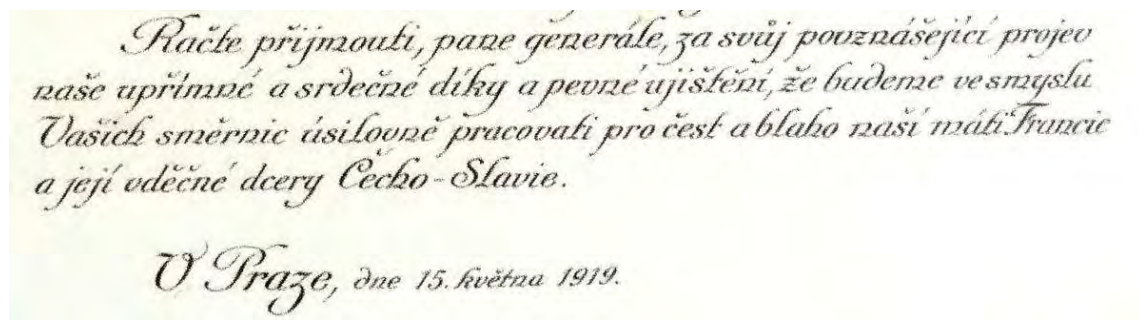 Račte přijmouti, pane generále, za svůj povznášející projev
naše upřímné a srdečné díky a pevné ujištění, že budeme ve smyslu
Vašich směrnic úsilovně pracovati pro čest a blaho naší máti Francie
a její vděčné dcery Čecho-Slavie.
V Praze, dne 15. května 1919.